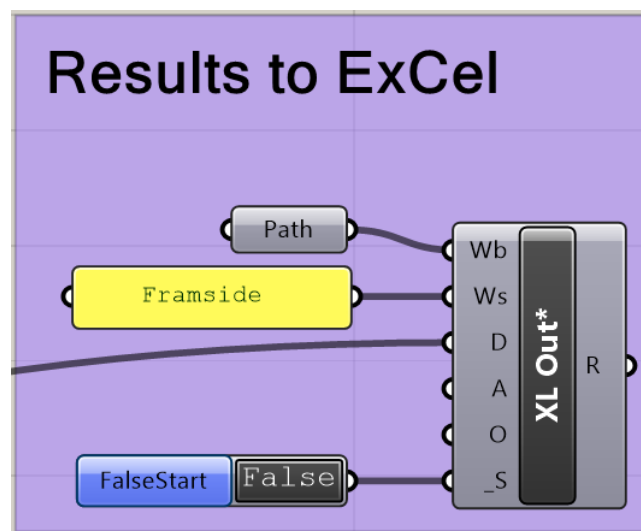 Results to ExCel
Path
Wb
Framside
Ws
D
A
O
FalseStart False
_S
XL Out*
R